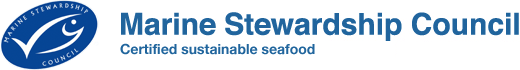 MARINE STEWARDSHIP
COUNCIL
Marine Stewardship Council
Certified sustainable seafood